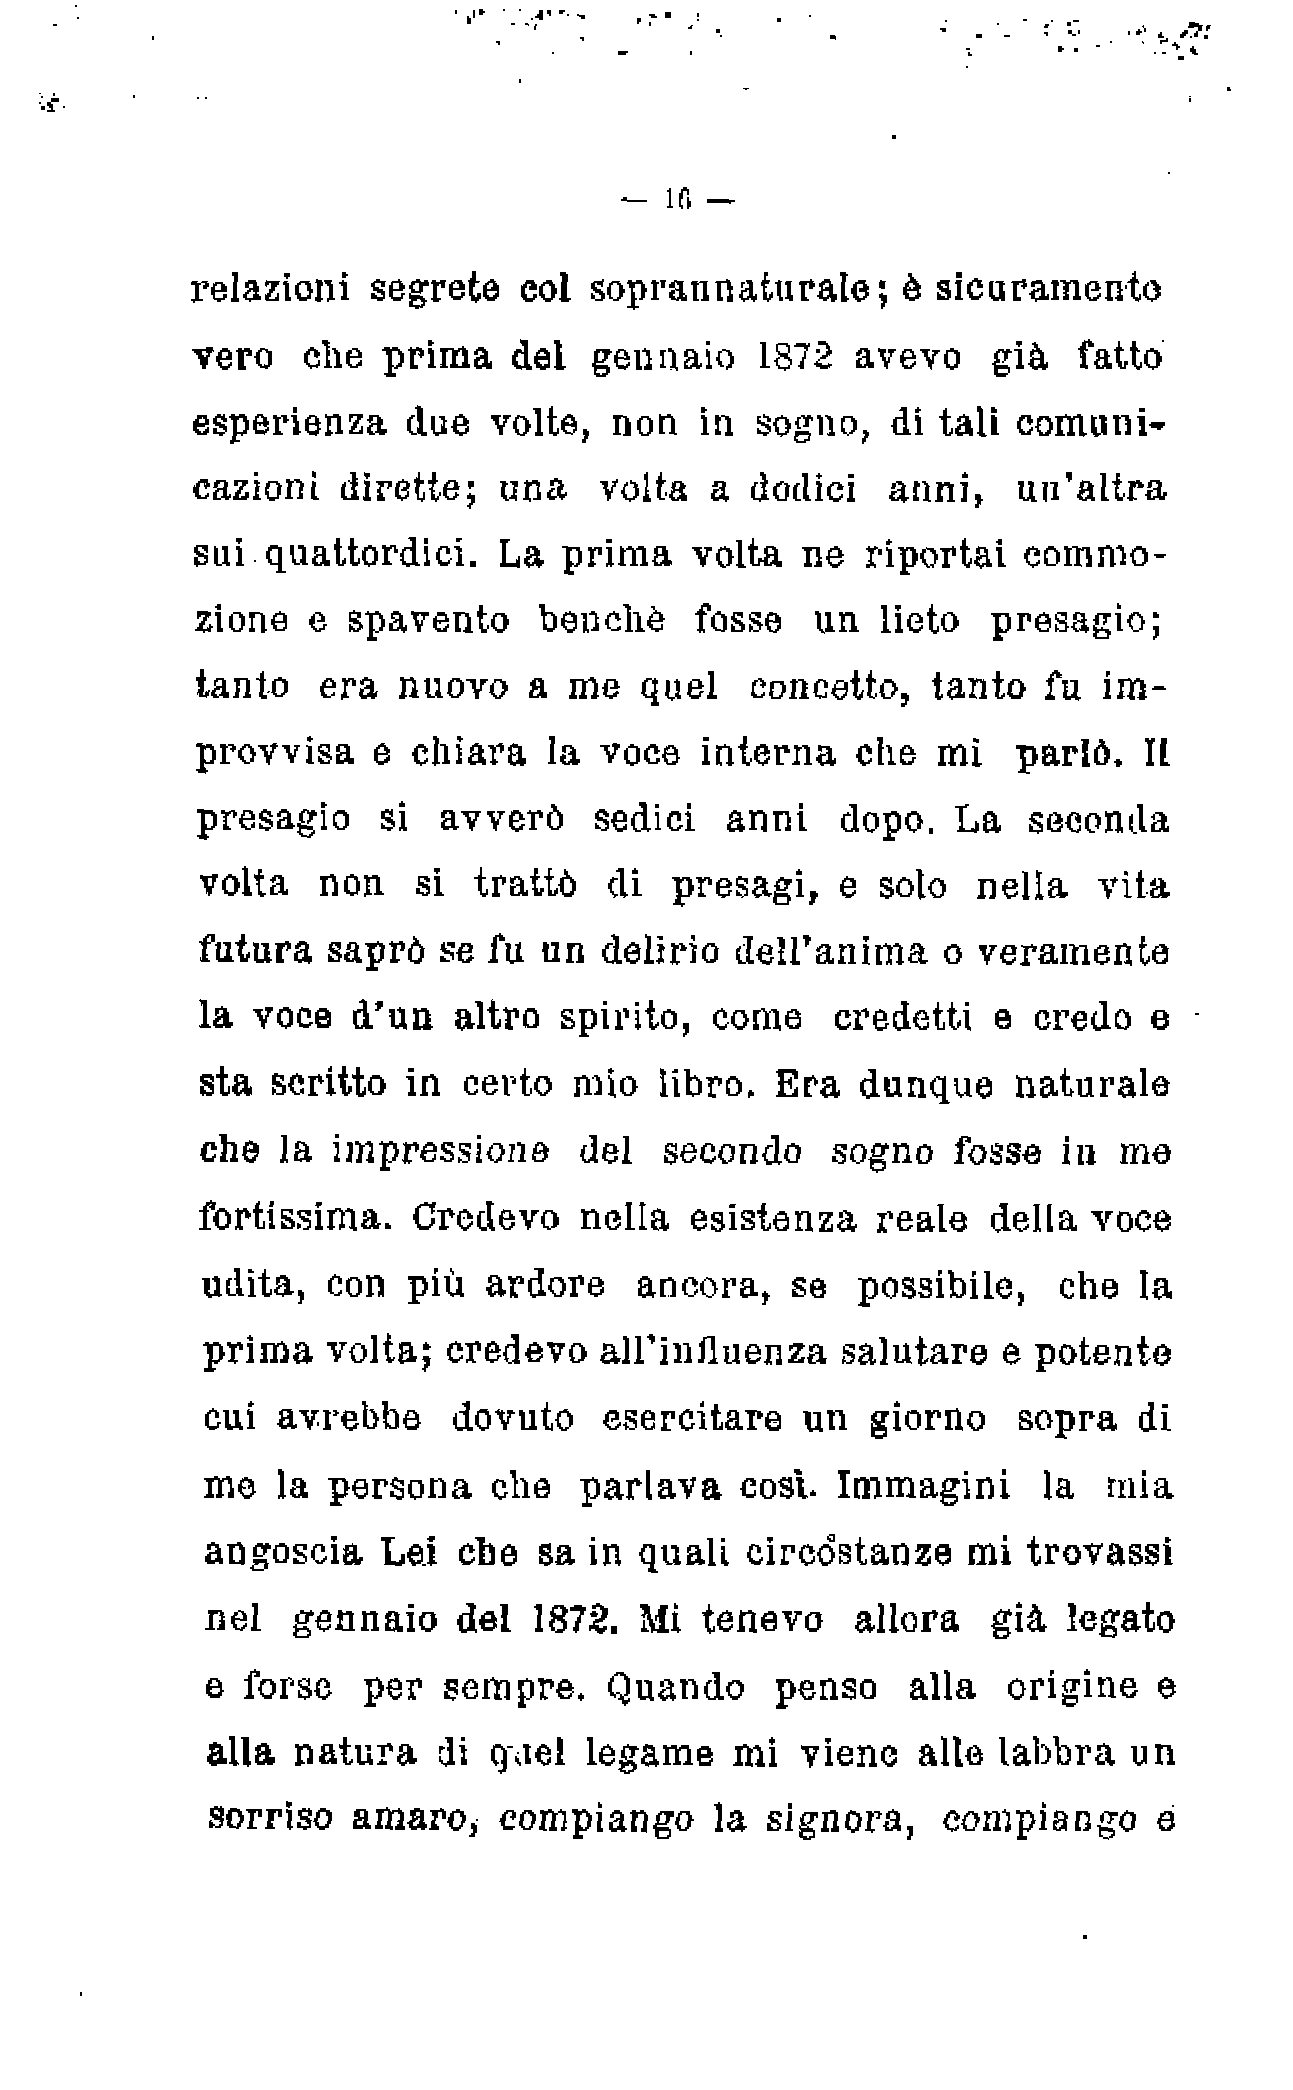 — 16 —
relazioni segrete col soprannaturale; è sicuramente
vero che prima del gennaio 1872 avevo già fatto
esperienza due volte, non in sogno, di tali comuni-
cazioni dirette; una volta a dodici anni, un'altra
sui quattordici. La prima volta ne riportai commo-
zione e spavento benchè fosse un lieto presagio;
tanto era nuovo a me quel concetto, tanto fu im-
provvisa e chiara la voce interna che mi parlò. Il
presagio si avverò sedici anni dopo. La seconda
volta non si trattò di presagi, e solo nella vita
futura saprò se fu un delirio dell'anima o veramente
la voce d'un altro spirito, come credetti e credo e
sta scritto in certo mio libro. Era dunque naturale
che la impressione del secondo sogno fosse in me
fortissima. Credevo nella esistenza reale della voce
udita, con più ardore ancora, se possibile, che la
prima volta; credevo all'influenza salutare e potente
cui avrebbe dovuto esercitare un giorno sopra di
me la persona che parlava così. Immagini la mia
angoscia Lei che sa in quali circostanze mi trovassi
nel gennaio del 1872. Mi tenevo allora già legato
e forse per sempre. Quando penso alla origine e
alla natura di quel legame mi viene alle labbra un
sorriso amaro, compiango la signora, compiango e